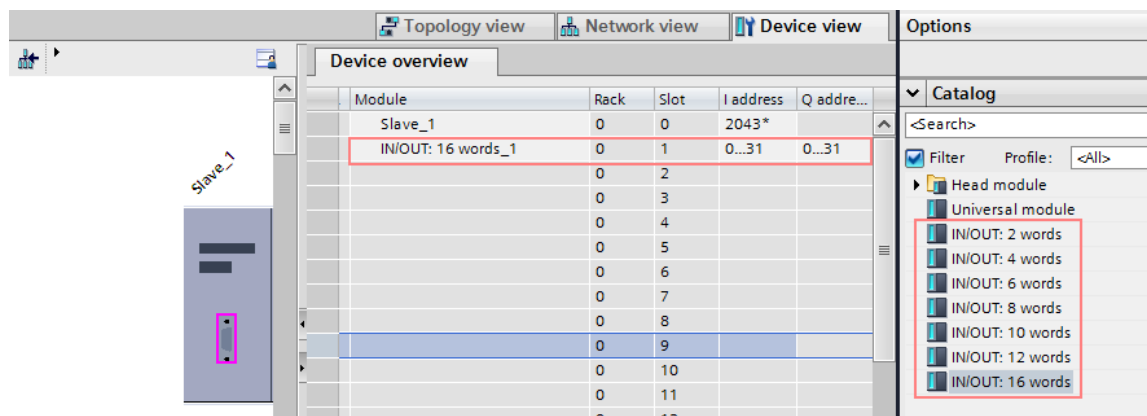 Topology view Network view Device view Options
Device overview
Module Rack Slot I address Q addre... Catalog
Slave_1 0 0 2043* <Search>
IN/OUT: 16 words_1 0 1 0...31 0...31 Filter Profile: <All>
0 2
Head module
0 3
Universal module
0 4
IN/OUT: 2 words
0 5
IN/OUT: 4 words
0 6
IN/OUT: 6 words
0 7
IN/OUT: 8 words
0 8
IN/OUT: 10 words
0 9
IN/OUT: 12 words
0 10
IN/OUT: 16 words
0 11
Slave_1